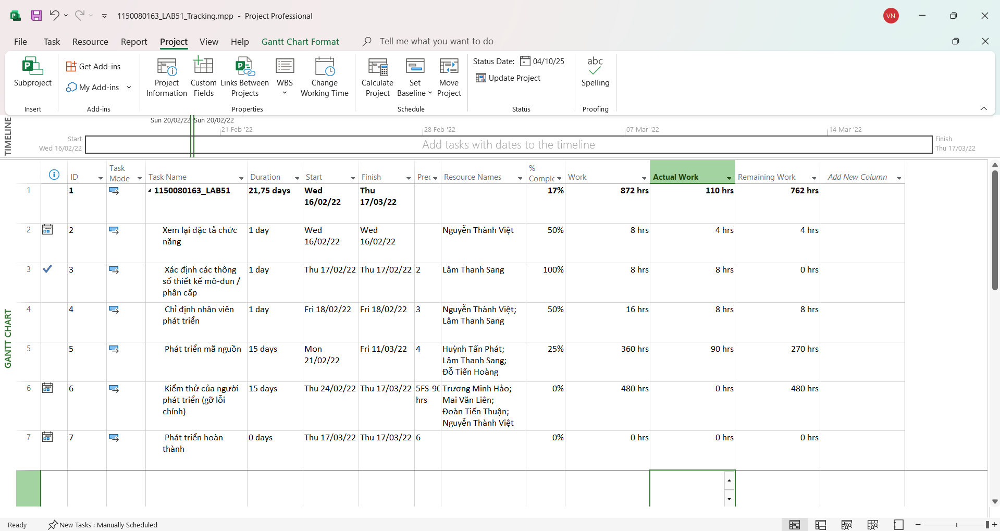 1150080163_LAB51_Tracking.mpp - Project Professional
VN
File Task Resource Report Project View Help Gantt Chart Format Tell me what you want to do
Subproject
Insert
Get Add-ins
My Add-ins
Add-ins
Project Information
Custom Fields
Links Between Projects
WBS
Change Working Time
Properties
Calculate Project
Set Baseline
Move Project
Schedule
Status Date: 04/10/25
Update Project
Status
abc
Spelling
Proofing
TIMELINE
Sun 20/02/22 Sun 20/02/22
21 Feb '22 28 Feb '22 07 Mar '22 14 Mar '22
Start
Wed 16/02/22
Add tasks with dates to the timeline
Finish
Thu 17/03/22
GANTT CHART
ID Task Mode Task Name Duration Start Finish Prec Resource Names % Comple Work Actual Work Remaining Work Add New Column
1 1 1150080163_LAB51 21,75 days Wed 16/02/22 Thu 17/03/22 17% 872 hrs 110 hrs 762 hrs
2 2 Xem lại đặc tả chức năng 1 day Wed 16/02/22 Wed 16/02/22 Nguyễn Thành Việt 50% 8 hrs 4 hrs 4 hrs
3 3 Xác định các thông số thiết kế mô-đun / phân cấp 1 day Thu 17/02/22 Thu 17/02/22 2 Lâm Thanh Sang 100% 8 hrs 8 hrs 0 hrs
4 4 Chỉ định nhân viên phát triển 1 day Fri 18/02/22 Fri 18/02/22 3 Nguyễn Thành Việt; Lâm Thanh Sang 50% 16 hrs 8 hrs 8 hrs
5 5 Phát triển mã nguồn 15 days Mon 21/02/22 Fri 11/03/22 4 Huỳnh Tấn Phát; Lâm Thanh Sang; Đỗ Tiến Hoàng 25% 360 hrs 90 hrs 270 hrs
6 6 Kiểm thử của người phát triển (gỡ lỗi chính) 15 days Thu 24/02/22 Thu 17/03/22 5FS-90 hrs Trương Minh Hảo; Mai Văn Liên; Đoàn Tiến Thuận; Nguyễn Thành Việt 0% 480 hrs 0 hrs 480 hrs
7 7 Phát triển hoàn thành 0 days Thu 17/03/22 Thu 17/03/22 6 0% 0 hrs 0 hrs 0 hrs
Ready New Tasks : Manually Scheduled